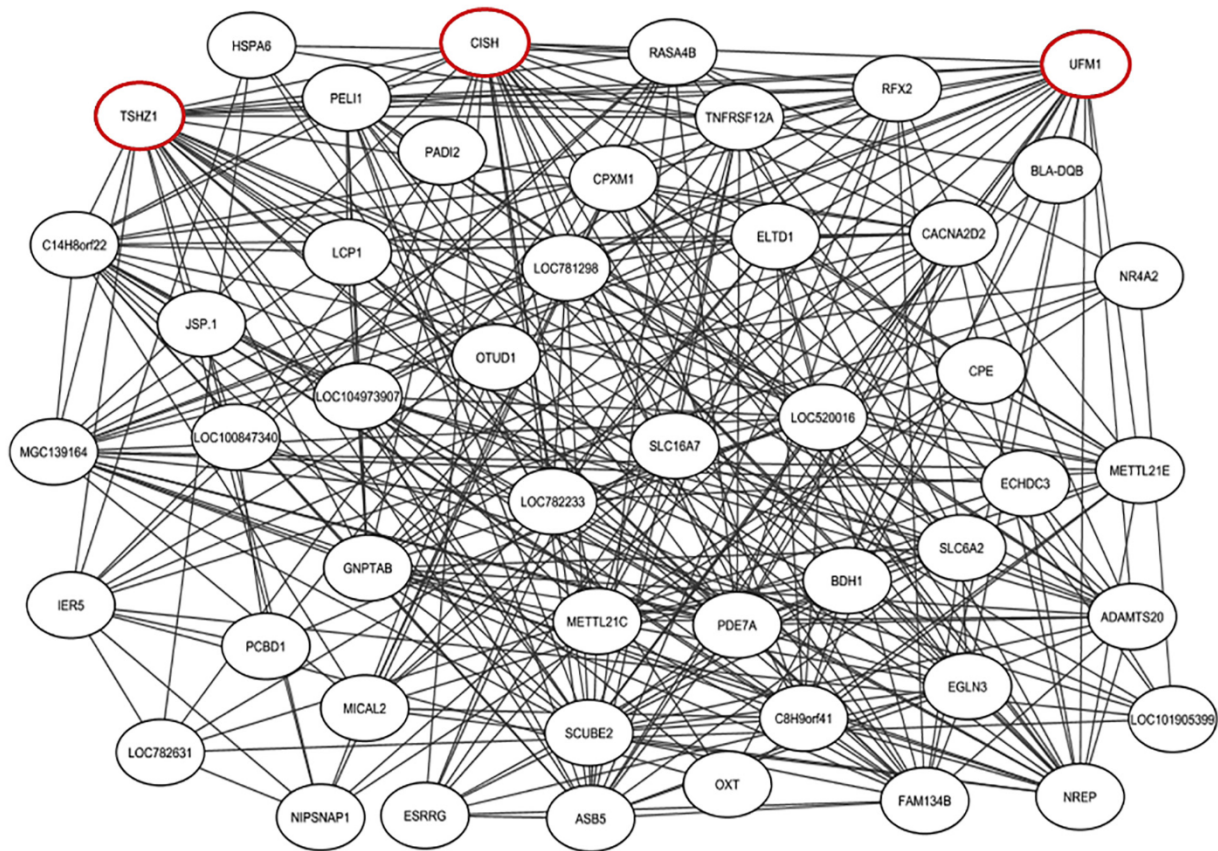 HSPA6
CISH
RASA4B
UFM1
TSHZ1
PELI1
RFX2
TNFRSF12A
PADI2
CPXM1
BLA-DQB
C14H8orf22
LCP1
LOC781298
ELTD1
CACNA2D2
NR4A2
JSP.1
OTUD1
CPE
LOC104973907
LOC520016
MGC139164
LOC100847340
SLC16A7
METTL21E
ECHDC3
LOC782233
SLC6A2
GNPTAB
BDH1
IER5
METTL21C
PDE7A
ADAMTS20
PCBD1
EGLN3
MICAL2
C8H9orf41
LOC101905399
SCUBE2
LOC782631
OXT
NIPSNAP1
ESRRG
ASB5
FAM134B
NREP